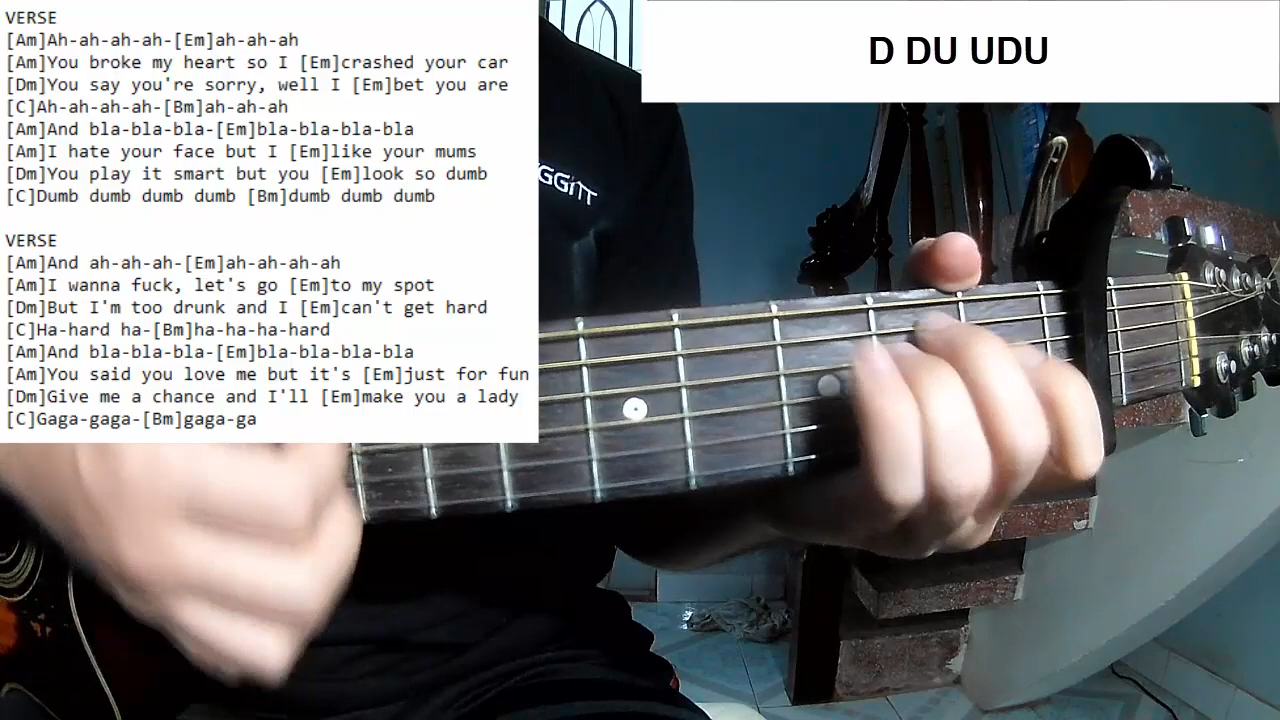 VERSE
[Am]Ah-ah-ah-ah-[Em]ah-ah-ah
[Am]You broke my heart so I [Em]crashed your car
[Dm]You say you're sorry, well I [Em]bet you are
[C]Ah-ah-ah-ah-[Bm]ah-ah-ah
[Am]And bla-bla-bla-[Em]bla-bla-bla-bla
[Am]I hate your face but I [Em]like your mums
[Dm]You play it smart but you [Em]look so dumb
[C]Dumb dumb dumb dumb [Bm]dumb dumb dumb
VERSE
[Am]And ah-ah-ah-[Em]ah-ah-ah-ah
[Am]I wanna fuck, let's go [Em]to my spot
[Dm]But I'm too drunk and I [Em]can't get hard
[C]Ha-hard ha-[Bm]ha-ha-ha-hard
[Am]And bla-bla-bla-[Em]bla-bla-bla-bla
[Am]You said you love me but it's [Em]just for fun
[Dm]Give me a chance and I'll [Em]make you a lady
[C]Gaga-gaga-[Bm]gaga-ga
D DU UDU